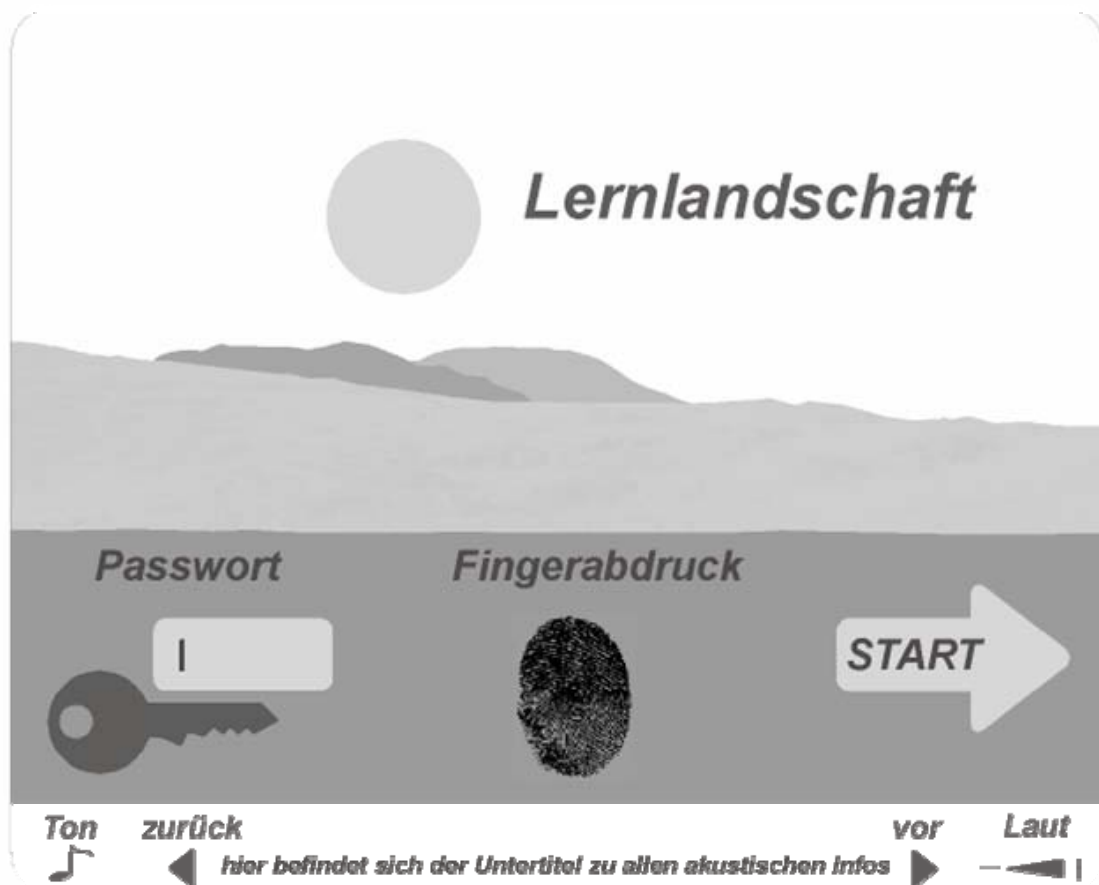 Lernlandschaft
Passwort Fingerabdruck
START
Ton zurück vor Laut
hier befindet sich der Untertitel zu allen akustischen Infos